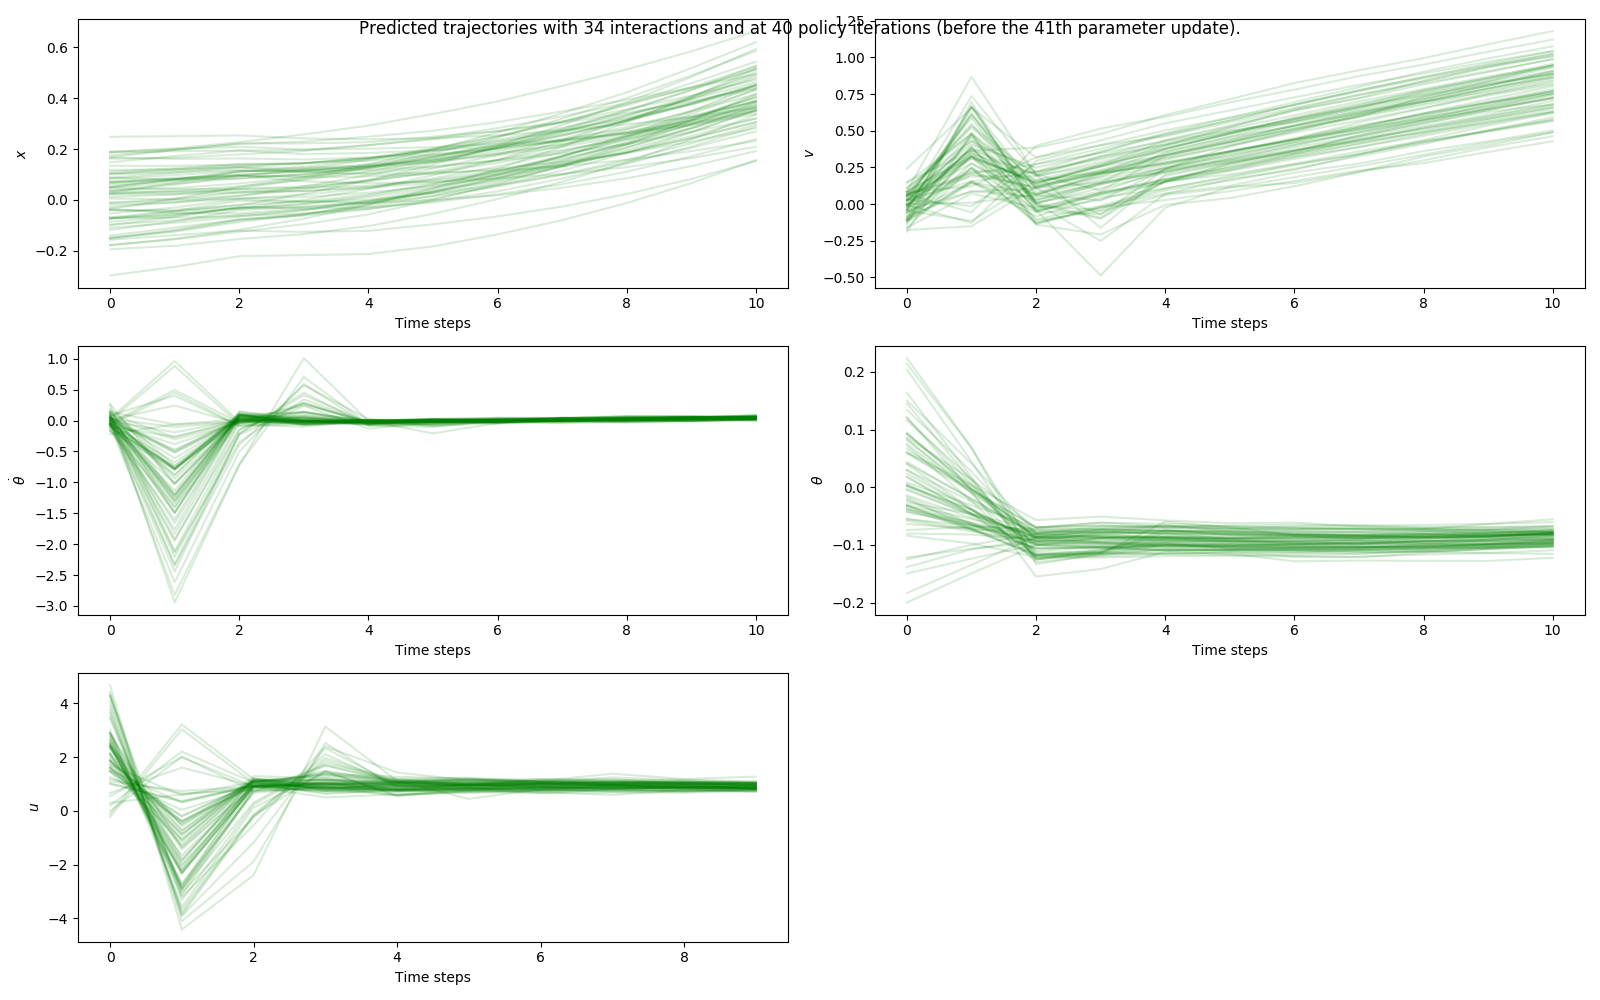 Predicted trajectories with 34 interactions and at 40 policy iterations (before the 41th parameter update).
0.6
0.4
0.2
0.0
−0.2
x
0 2 4 6 8 10
Time steps
1.25
1.00
0.75
0.50
0.25
0.00
−0.25
−0.50
v
0 2 4 6 8 10
Time steps
1.0
0.5
0.0
−0.5
−1.0
−1.5
−2.0
−2.5
−3.0
θ̇
0 2 4 6 8 10
Time steps
0.2
0.1
0.0
−0.1
−0.2
θ
0 2 4 6 8 10
Time steps
4
2
0
−2
−4
u
0 2 4 6 8
Time steps